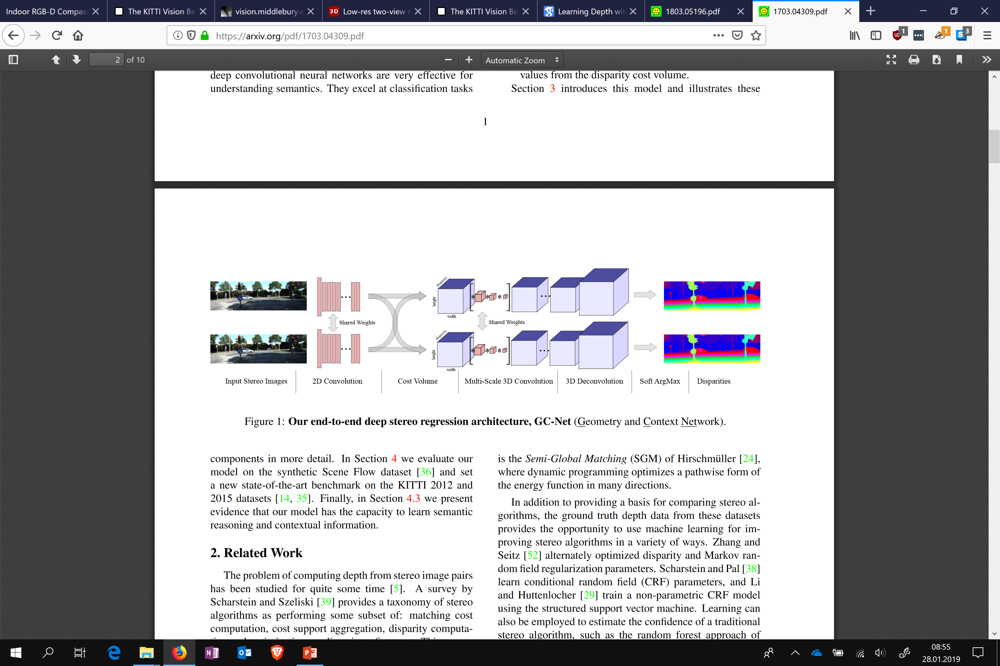 Indoor RGB-D Compas
The KITTI Vision Be
vision.middlebury.e
3D Low-res two-view r
The KITTI Vision Be
Learning Depth wit
1803.05196.pdf
1703.04309.pdf
https://arxiv.org/pdf/1703.04309.pdf
1
1
3
2 of 10
Automatic Zoom
deep convolutional neural networks are very effective for
understanding semantics. They excel at classification tasks
values from the disparity cost volume.
Section 3 introduces this model and illustrates these
1
disparity
height
width
* * *
Shared Weights
Shared Weights
disparity
height
width
* * *
Input Stereo Images
2D Convolution
Cost Volume
Multi-Scale 3D Convolution
3D Deconvolution
Soft ArgMax
Disparities
Figure 1: Our end-to-end deep stereo regression architecture, GC-Net (Geometry and Context Network).
components in more detail. In Section 4 we evaluate our
model on the synthetic Scene Flow dataset [36] and set
a new state-of-the-art benchmark on the KITTI 2012 and
2015 datasets [14, 35]. Finally, in Section 4.3 we present
evidence that our model has the capacity to learn semantic
reasoning and contextual information.
2. Related Work
The problem of computing depth from stereo image pairs
has been studied for quite some time [5]. A survey by
Scharstein and Szeliski [39] provides a taxonomy of stereo
algorithms as performing some subset of: matching cost
computation, cost support aggregation, disparity computa-
is the Semi-Global Matching (SGM) of Hirschmüller [24],
where dynamic programming optimizes a pathwise form of
the energy function in many directions.
In addition to providing a basis for comparing stereo al-
gorithms, the ground truth depth data from these datasets
provides the opportunity to use machine learning for im-
proving stereo algorithms in a variety of ways. Zhang and
Seitz [52] alternately optimized disparity and Markov ran-
dom field regularization parameters. Scharstein and Pal [38]
learn conditional random field (CRF) parameters, and Li
and Huttenlocher [29] train a non-parametric CRF model
using the structured support vector machine. Learning can
also be employed to estimate the confidence of a traditional
stereo algorithm, such as the random forest approach of
08:55
28.01.2019